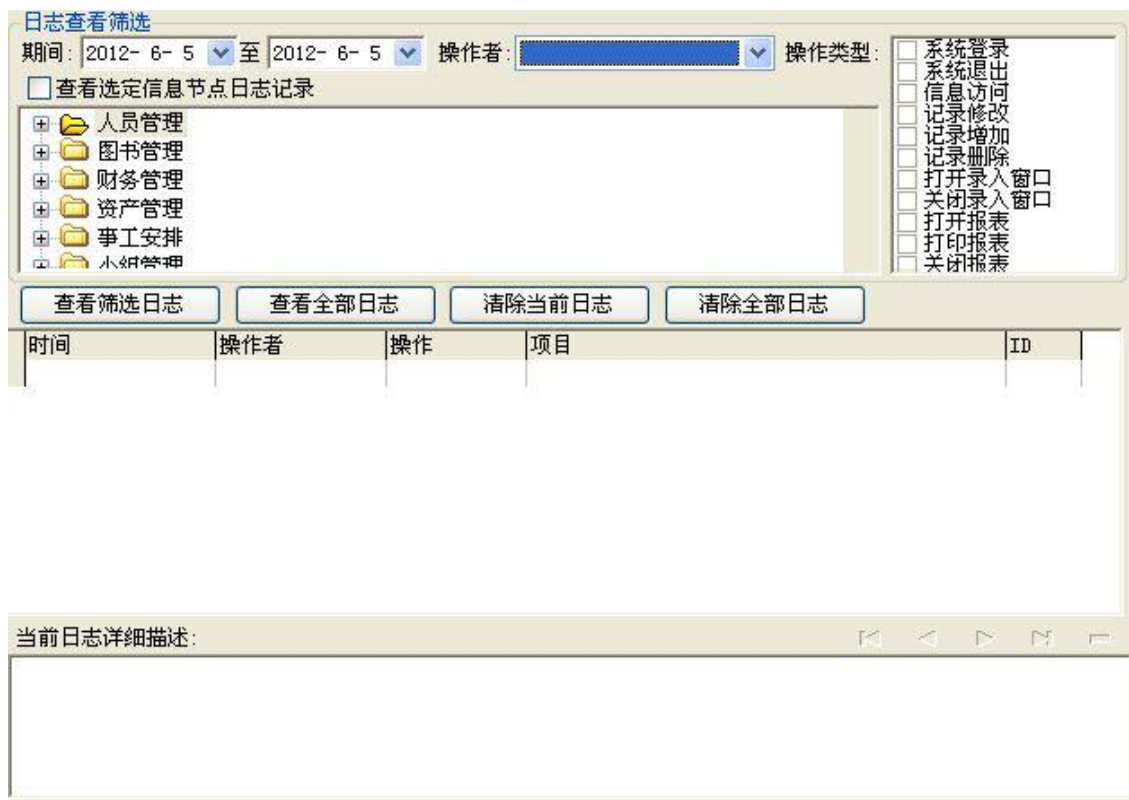 日志查看筛选
期间: 2012- 6- 5 至 2012- 6- 5 操作者: 操作类型:
系统登录
系统退出
信息访问
记录修改
记录增加
记录删除
打开录入窗口
关闭录入窗口
打开报表
打印报表
关闭报表
查看选定信息节点日志记录
人员管理
图书管理
财务管理
资产管理
事工安排
小组管理
查看筛选日志 查看全部日志 清除当前日志 清除全部日志
时间 操作者 操作 项目 ID
当前日志详细描述: